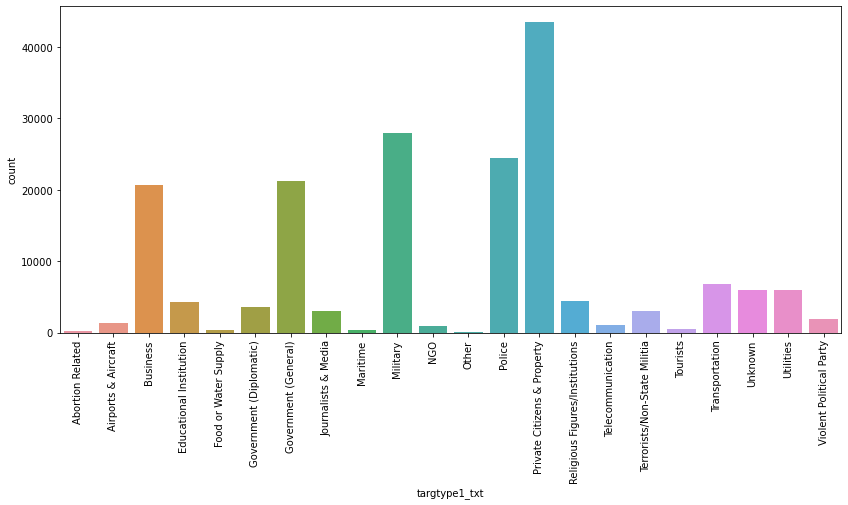 count
40000
30000
20000
10000
0
Abortion Related
Airports & Aircraft
Business
Educational Institution
Food or Water Supply
Government (Diplomatic)
Government (General)
Journalists & Media
Maritime
Military
NGO
Other
Police
Private Citizens & Property
Religious Figures/Institutions
Telecommunication
Terrorists/Non-State Militia
Tourists
Transportation
Unknown
Utilities
Violent Political Party
targtype1_txt